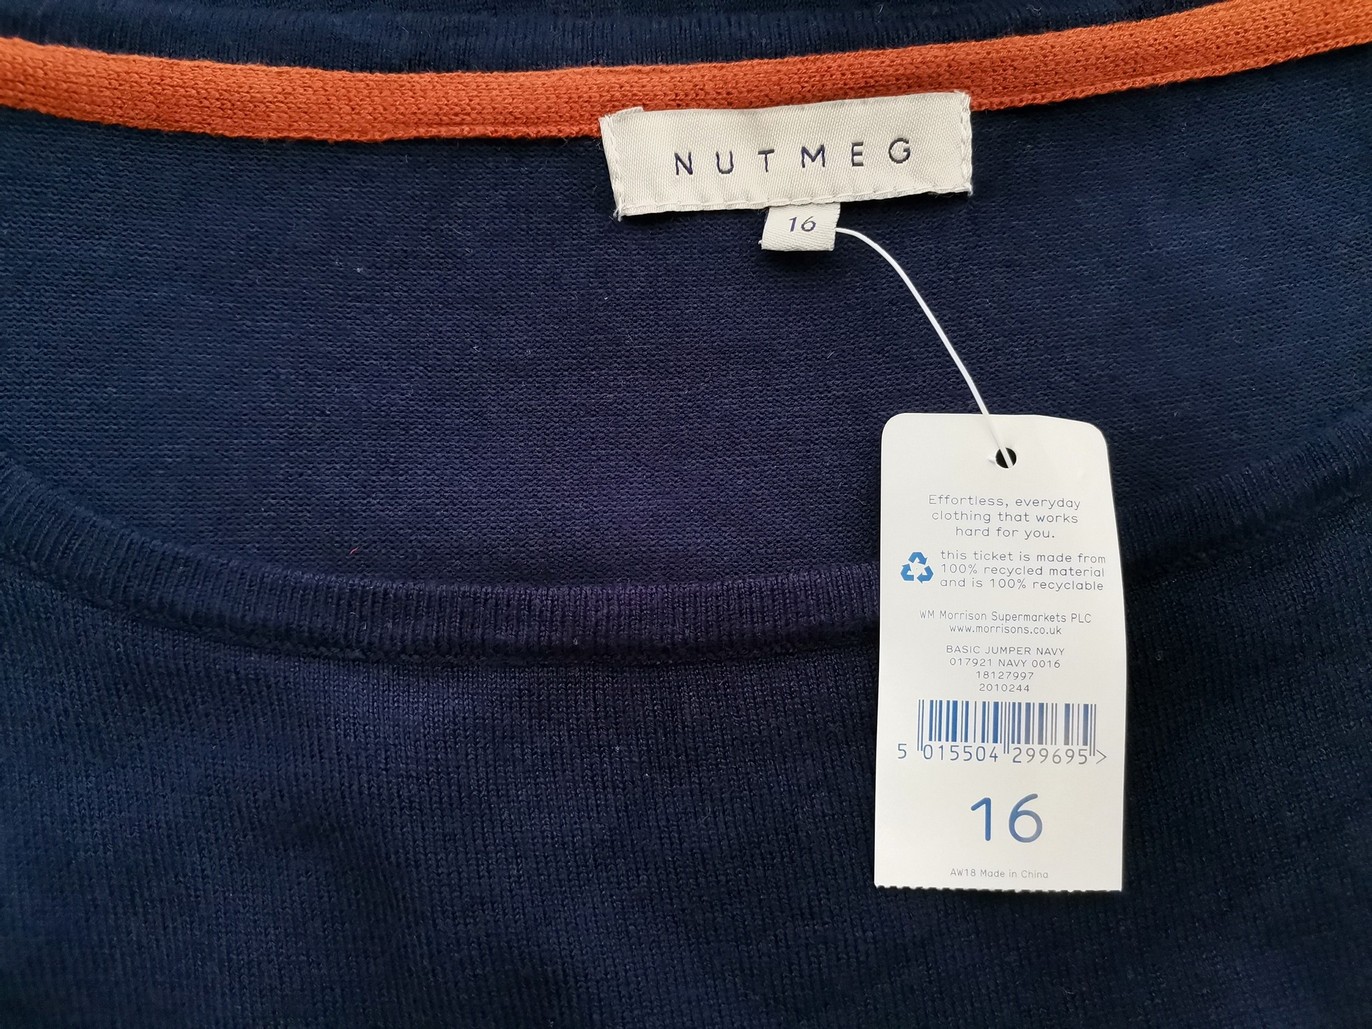 NUTMEG
16
Effortless, everyday
clothing that works
hard for you.
this ticket is made from
100% recycled material
and is 100% recyclable
WM Morrison Supermarkets PLC
www.morrisons.co.uk
BASIC JUMPER NAVY
017921 NAVY 0016
18127997
2010244
5 015504 299695 >
16
AW18 Made in China